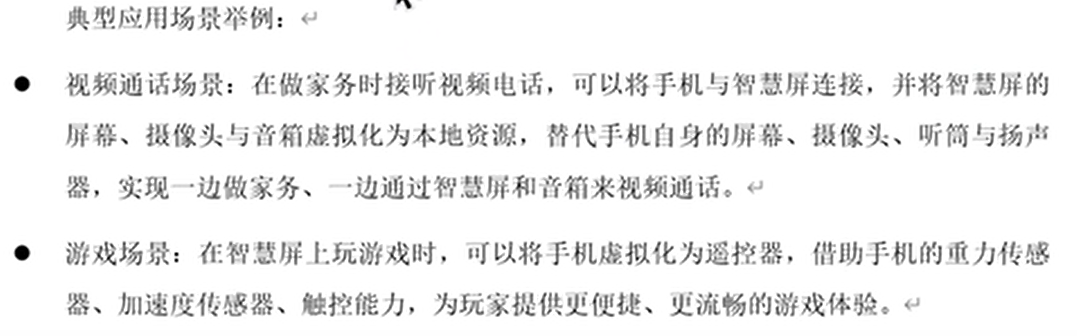 典型应用场景举例：↵
● 视频通话场景：在做家务时接听视频电话，可以将手机与智慧屏连接，并将智慧屏的
屏幕、摄像头与音箱虚拟化为本地资源，替代手机自身的屏幕、摄像头、听筒与扬声
器，实现一边做家务、一边通过智慧屏和音箱来视频通话。↵
● 游戏场景：在智慧屏上玩游戏时，可以将手机虚拟化为遥控器，借助手机的重力传感
器、加速度传感器、触控能力，为玩家提供更便捷、更流畅的游戏体验。↵